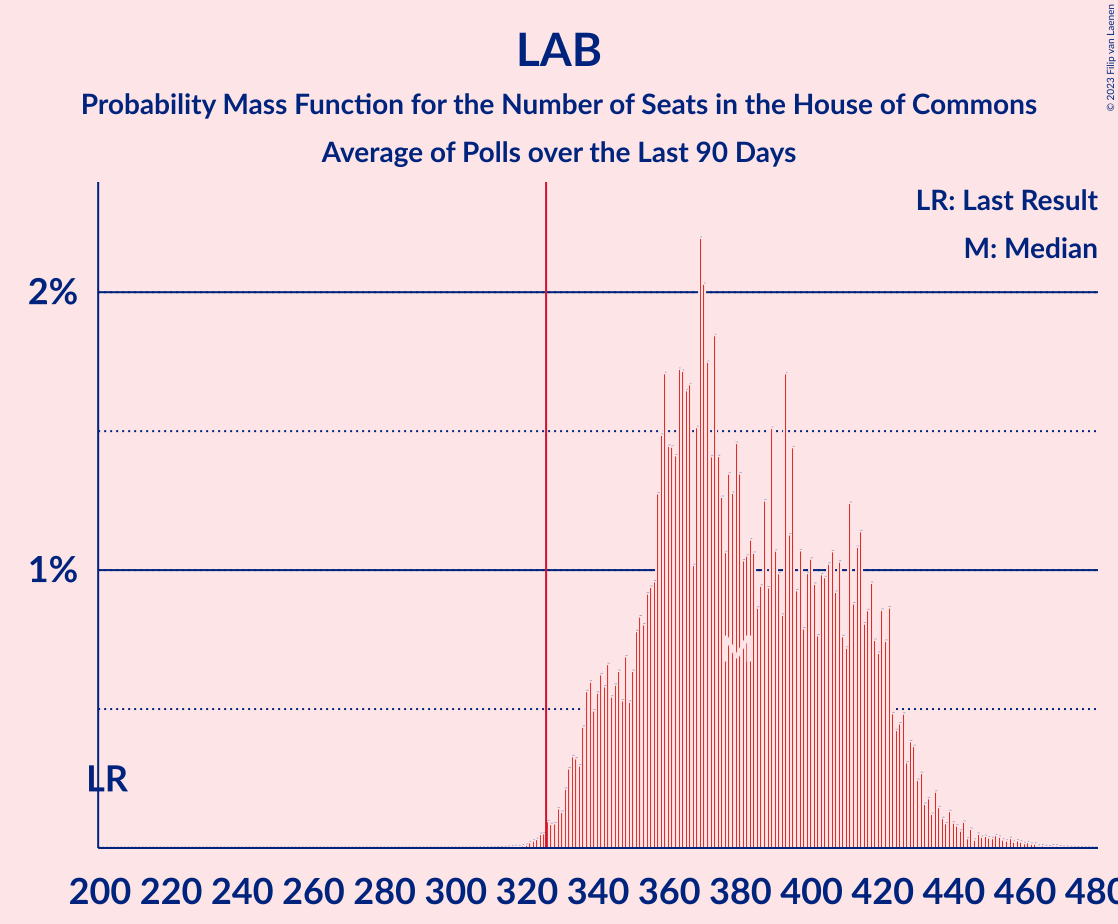 LAB
Probability Mass Function for the Number of Seats in the House of Commons
Average of Polls over the Last 90 Days
© 2023 Filip van Laenen
LR: Last Result
M: Median
2%
1%
M
LR
200 220 240 260 280 300 320 340 360 380 400 420 440 460 480